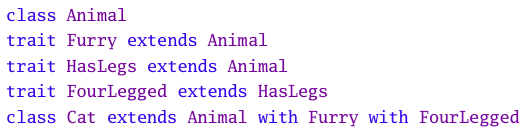 class Animal
trait Furry extends Animal
trait HasLegs extends Animal
trait FourLegged extends HasLegs
class Cat extends Animal with Furry with FourLegged